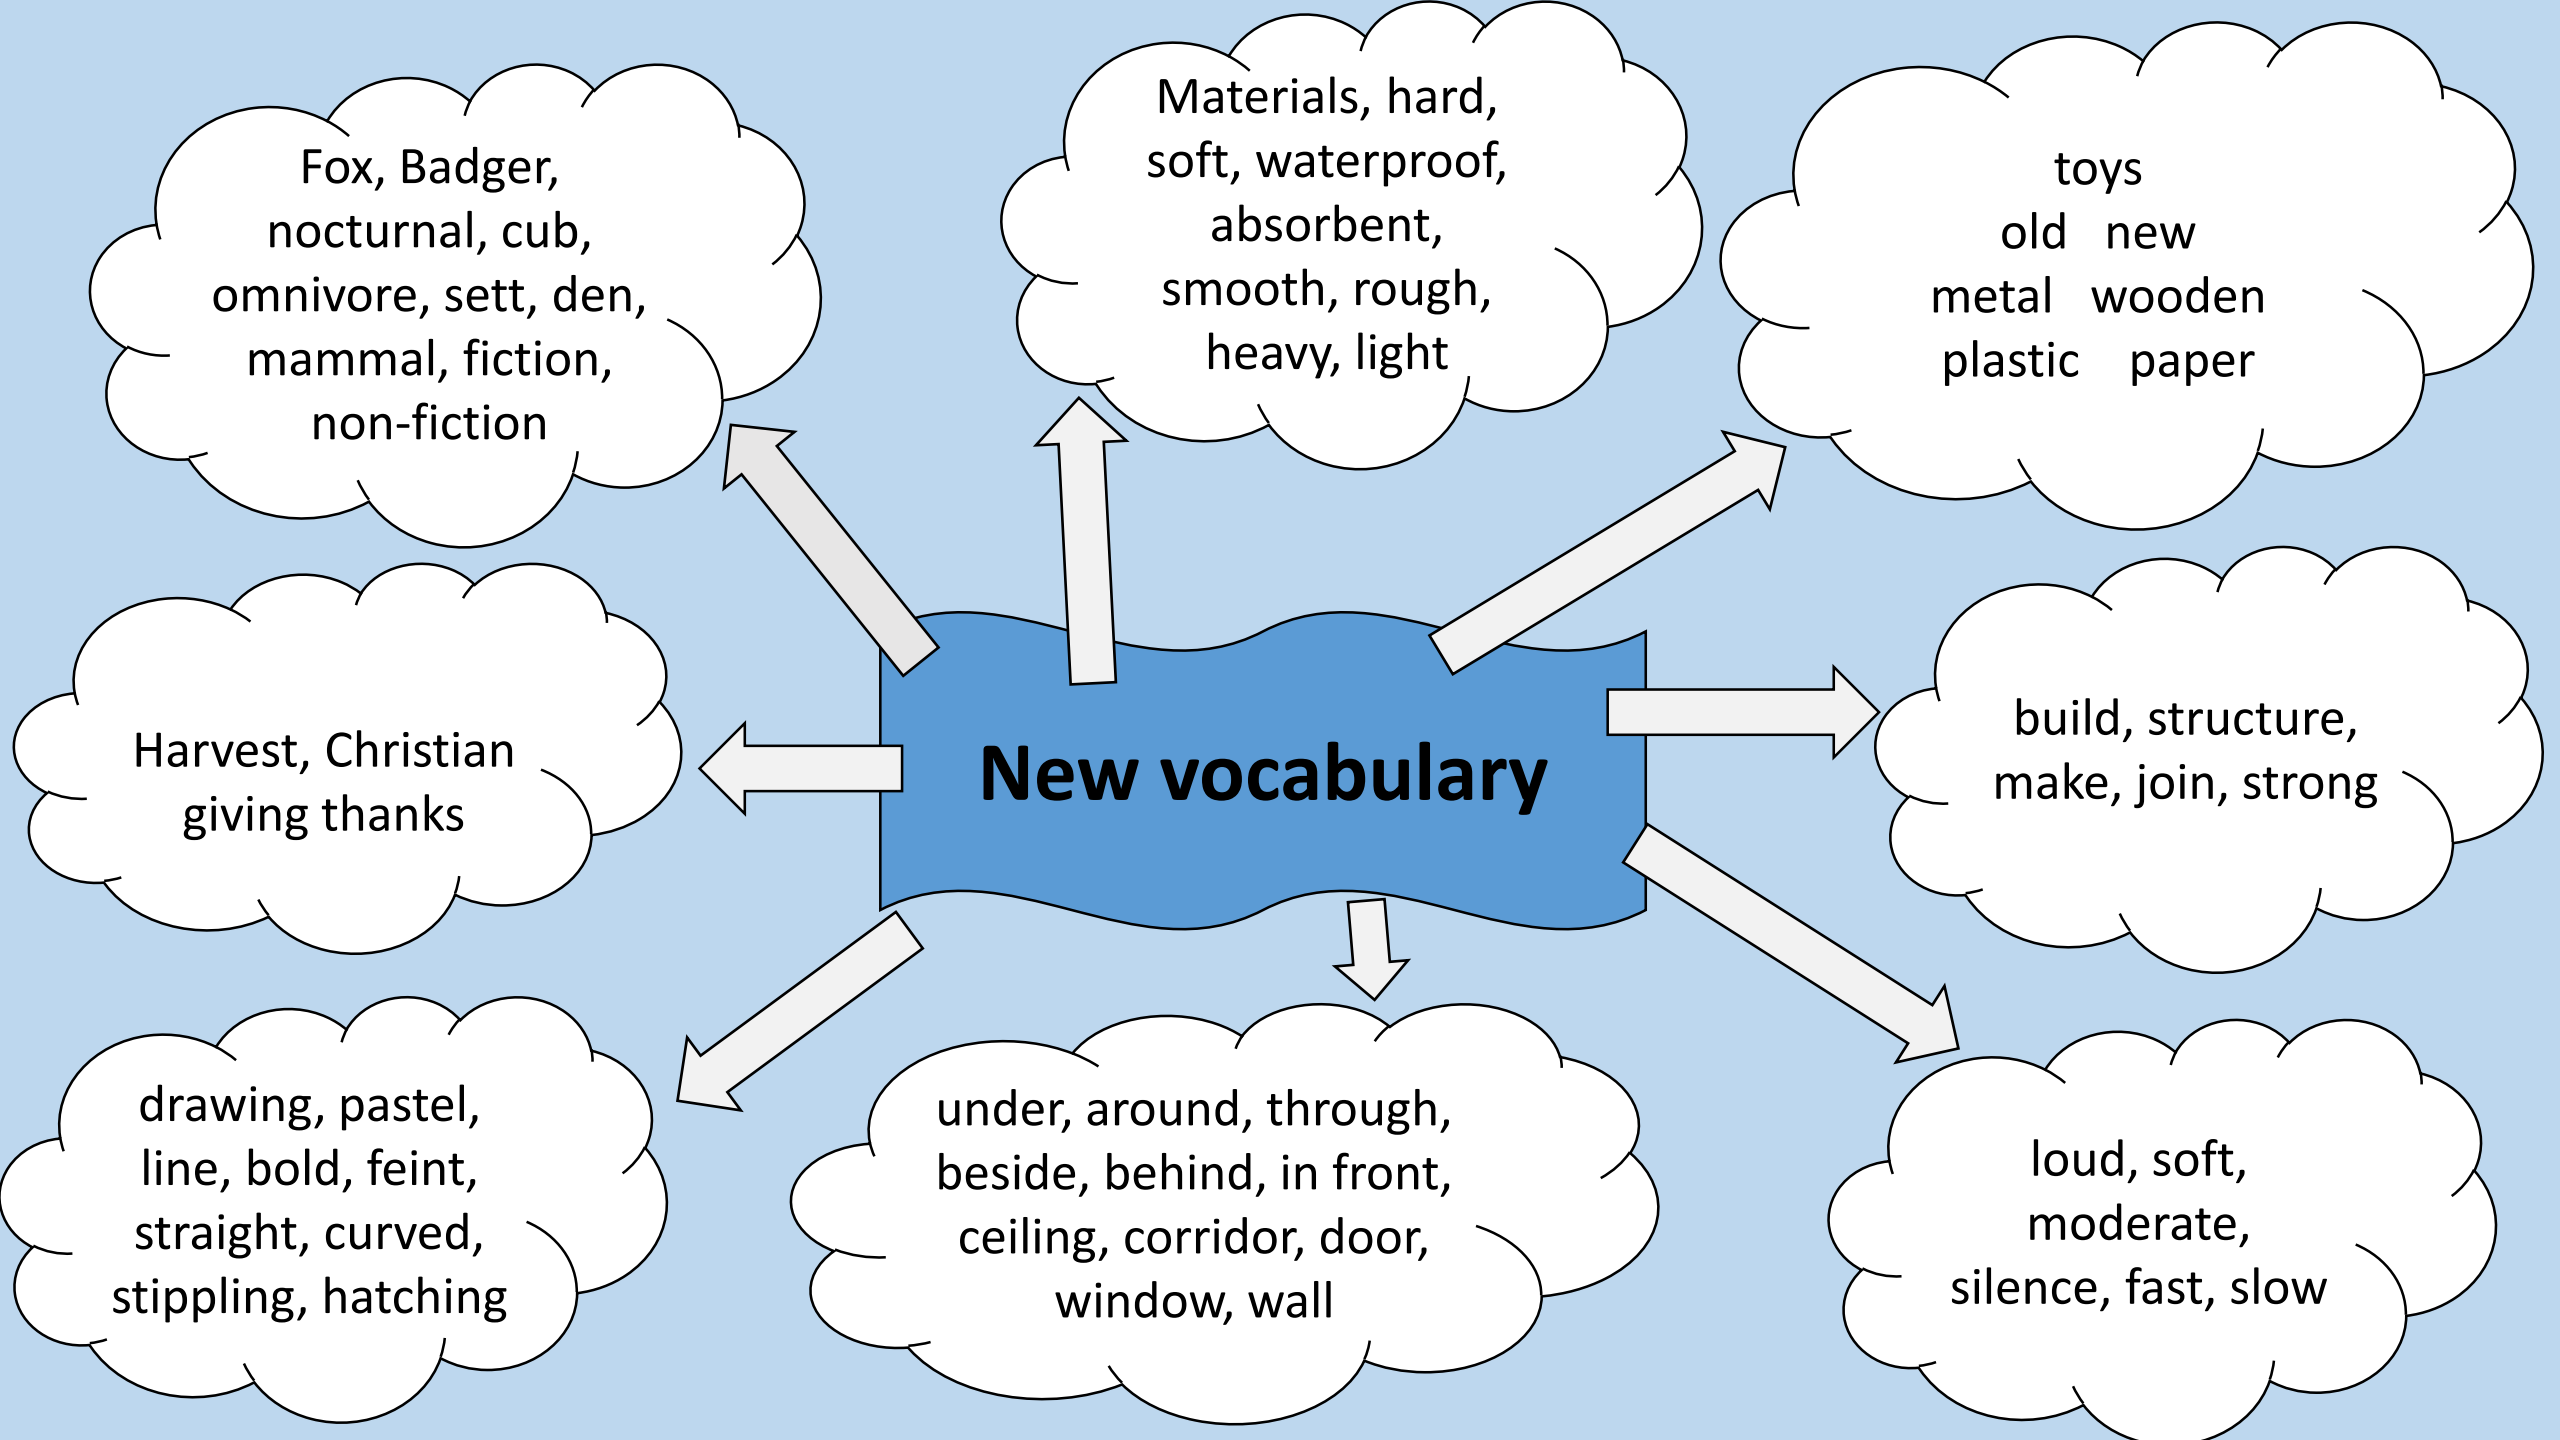 Fox, Badger,
nocturnal, cub,
omnivore, sett, den,
mammal, fiction,
non-fiction
Materials, hard,
soft, waterproof,
absorbent,
smooth, rough,
heavy, light
toys
old new
metal wooden
plastic paper
Harvest, Christian
giving thanks
New vocabulary
build, structure,
make, join, strong
drawing, pastel,
line, bold, feint,
straight, curved,
stippling, hatching
under, around, through,
beside, behind, in front,
ceiling, corridor, door,
window, wall
loud, soft,
moderate,
silence, fast, slow